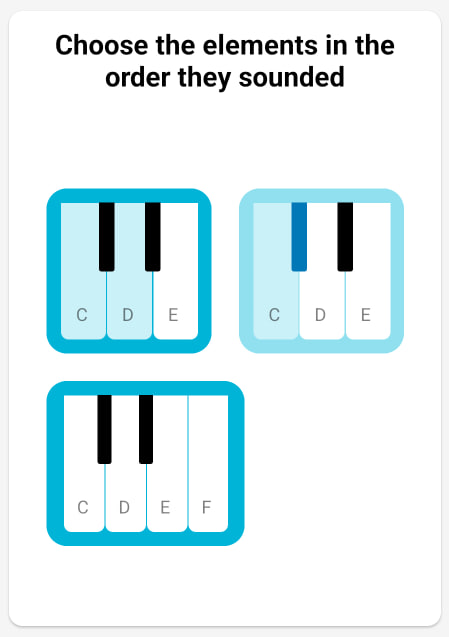 Choose the elements in the
order they sounded
C D E
C D E
C D E F